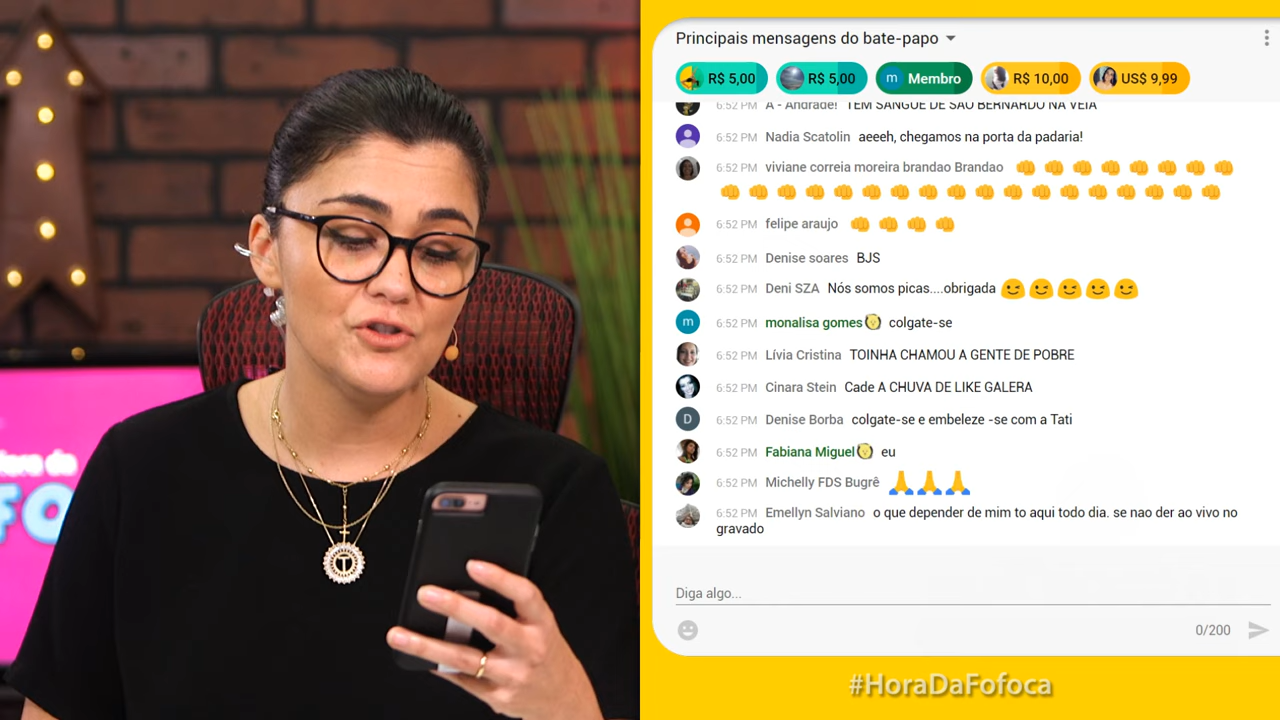 Principais mensagens do bate-papo
R$ 5,00 R$ 5,00 m Membro R$ 10,00 US$ 9,99
6:52 PM A - Andrade! TEM SANGUE DE SAO BERNARDO NA VEIA
6:52 PM Nadia Scatolin aeeeh, chegamos na porta da padaria!
6:52 PM viviane correia moreira brandao Brandao 👊👊👊👊👊👊👊👊
👊👊👊👊👊👊👊👊👊👊👊👊👊👊👊👊👊👊
6:52 PM felipe araujo 👊👊👊👊
6:52 PM Denise soares BJS
6:52 PM Deni SZA Nós somos picas....obrigada 😉😉😉😉😉
m 6:52 PM monalisa gomes colgate-se
6:52 PM Lívia Cristina TOINHA CHAMOU A GENTE DE POBRE
6:52 PM Cinara Stein Cade A CHUVA DE LIKE GALERA
D 6:52 PM Denise Borba colgate-se e embeleze -se com a Tati
6:52 PM Fabiana Miguel eu
6:52 PM Michelly FDS Bugrê 🙏🙏🙏
6:52 PM Emellyn Salviano o que depender de mim to aqui todo dia. se nao der ao vivo no
gravado
Diga algo...
0/200
#HoraDaFofoca
T